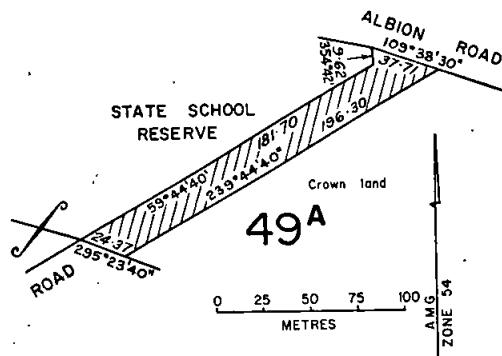 ALBION ROAD
109°38'30"
37·71
9·62
354°42'
STATE SCHOOL
RESERVE
181·70
196·30
59°44'40"
239°44'40"
Crown land
49A
24·37
295°23'40"
ROAD
0 25 50 75 100
METRES
AMG
ZONE 54